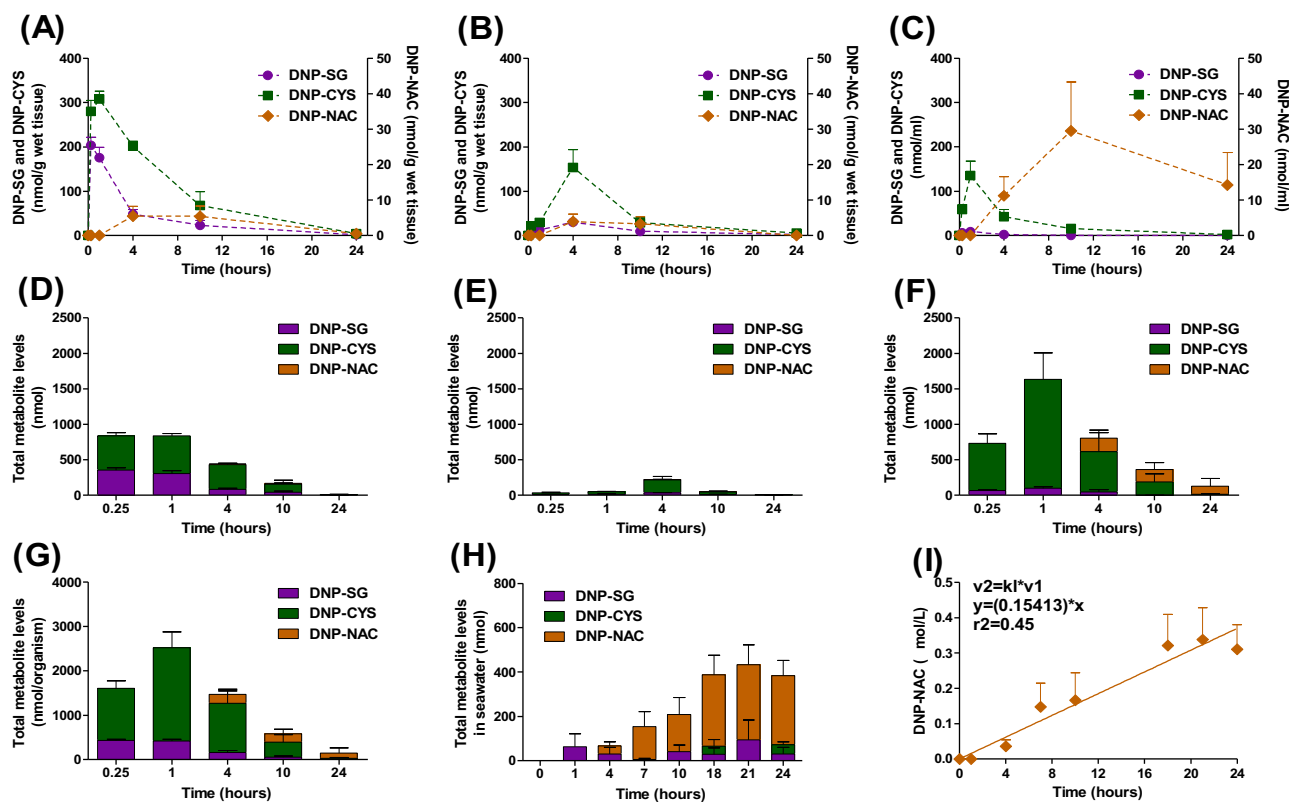 (A)
DNP-SG and DNP-CYS
(nmol/g wet tissue)
400
300
200
100
0
50
40
30
20
10
0
DNP-NAC (nmol/g wet tissue)
DNP-SG
DNP-CYS
DNP-NAC
0 4 8 12 16 20 24
Time (hours)
(B)
DNP-SG and DNP-CYS
(nmol/g wet tissue)
400
300
200
100
0
50
40
30
20
10
0
DNP-NAC (nmol/g wet tissue)
DNP-SG
DNP-CYS
DNP-NAC
0 4 8 12 16 20 24
Time (hours)
(C)
DNP-SG and DNP-CYS
(nmol/ml)
400
300
200
100
0
50
40
30
20
10
0
DNP-NAC (nmol/ml)
DNP-SG
DNP-CYS
DNP-NAC
0 4 8 12 16 20 24
Time (hours)
(D)
Total metabolite levels
(nmol)
2500
2000
1500
1000
500
0
DNP-SG
DNP-CYS
DNP-NAC
0.25 1 4 10 24
Time (hours)
(E)
Total metabolite levels
(nmol)
2500
2000
1500
1000
500
0
DNP-SG
DNP-CYS
DNP-NAC
0.25 1 4 10 24
Time (hours)
(F)
Total metabolite levels
(nmol)
2500
2000
1500
1000
500
0
DNP-SG
DNP-CYS
DNP-NAC
0.25 1 4 10 24
Time (hours)
(G)
Total metabolite levels
(nmol/organism)
4000
3000
2000
1000
0
DNP-SG
DNP-CYS
DNP-NAC
0.25 1 4 10 24
Time (hours)
(H)
Total metabolite levels
in seawater (nmol)
800
600
400
200
0
DNP-SG
DNP-CYS
DNP-NAC
0 1 4 7 10 18 21 24
Time (hours)
(I)
DNP-NAC ( mol/L)
0.5
0.4
0.3
0.2
0.1
0.0
v2=kl*v1
y=(0.15413)*x
r2=0.45
0 4 8 12 16 20 24
Time (hours)